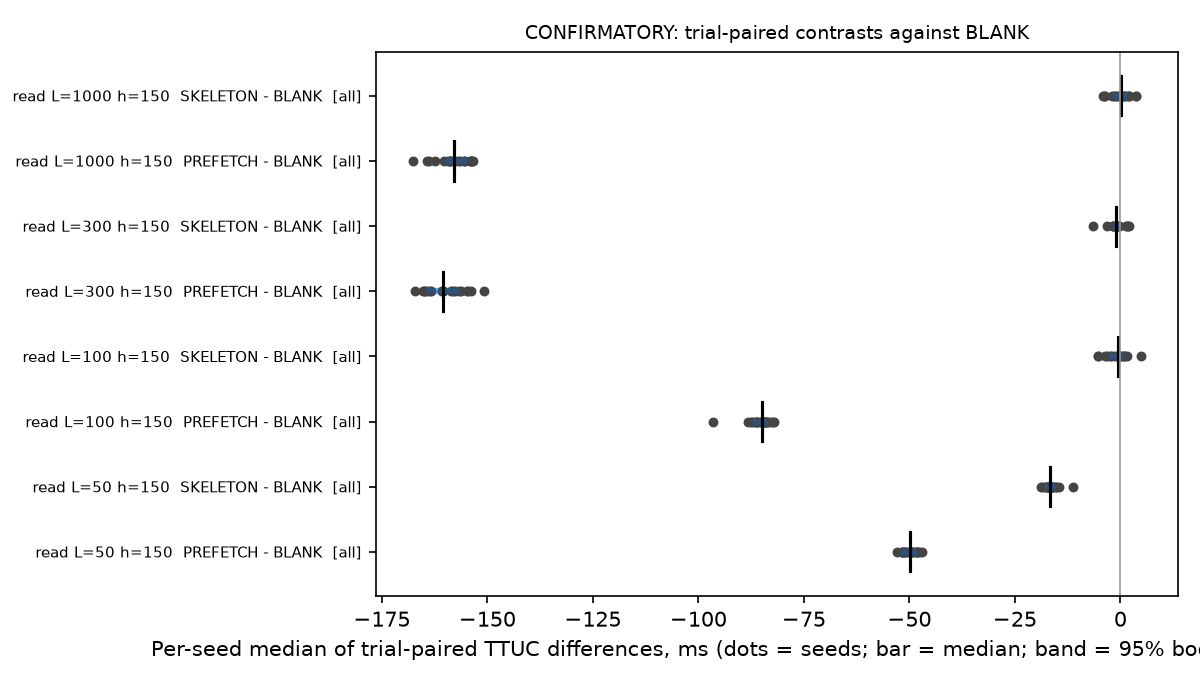 CONFIRMATORY: trial-paired contrasts against BLANK
read L=1000 h=150 SKELETON - BLANK [all]
read L=1000 h=150 PREFETCH - BLANK [all]
read L=300 h=150 SKELETON - BLANK [all]
read L=300 h=150 PREFETCH - BLANK [all]
read L=100 h=150 SKELETON - BLANK [all]
read L=100 h=150 PREFETCH - BLANK [all]
read L=50 h=150 SKELETON - BLANK [all]
read L=50 h=150 PREFETCH - BLANK [all]
−175 −150 −125 −100 −75 −50 −25 0
Per-seed median of trial-paired TTUC differences, ms (dots = seeds; bar = median; band = 95%